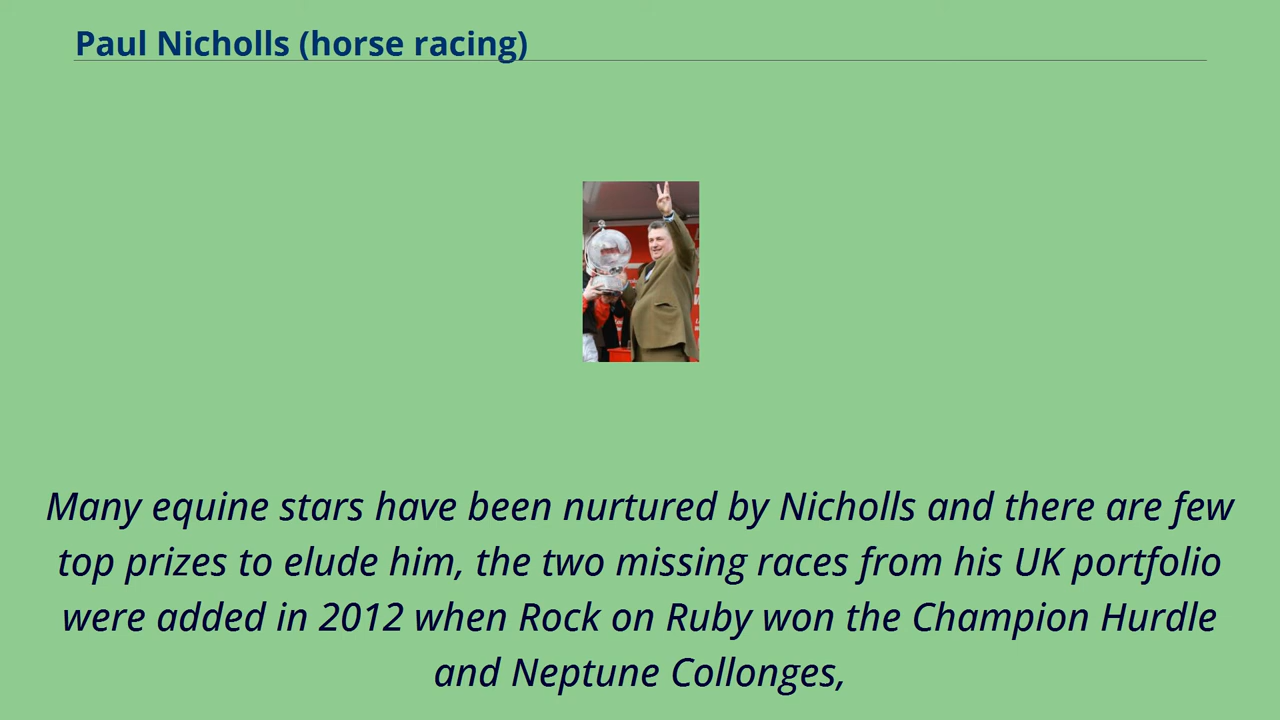 Paul Nicholls (horse racing)
Many equine stars have been nurtured by Nicholls and there are few
top prizes to elude him, the two missing races from his UK portfolio
were added in 2012 when Rock on Ruby won the Champion Hurdle
and Neptune Collonges,